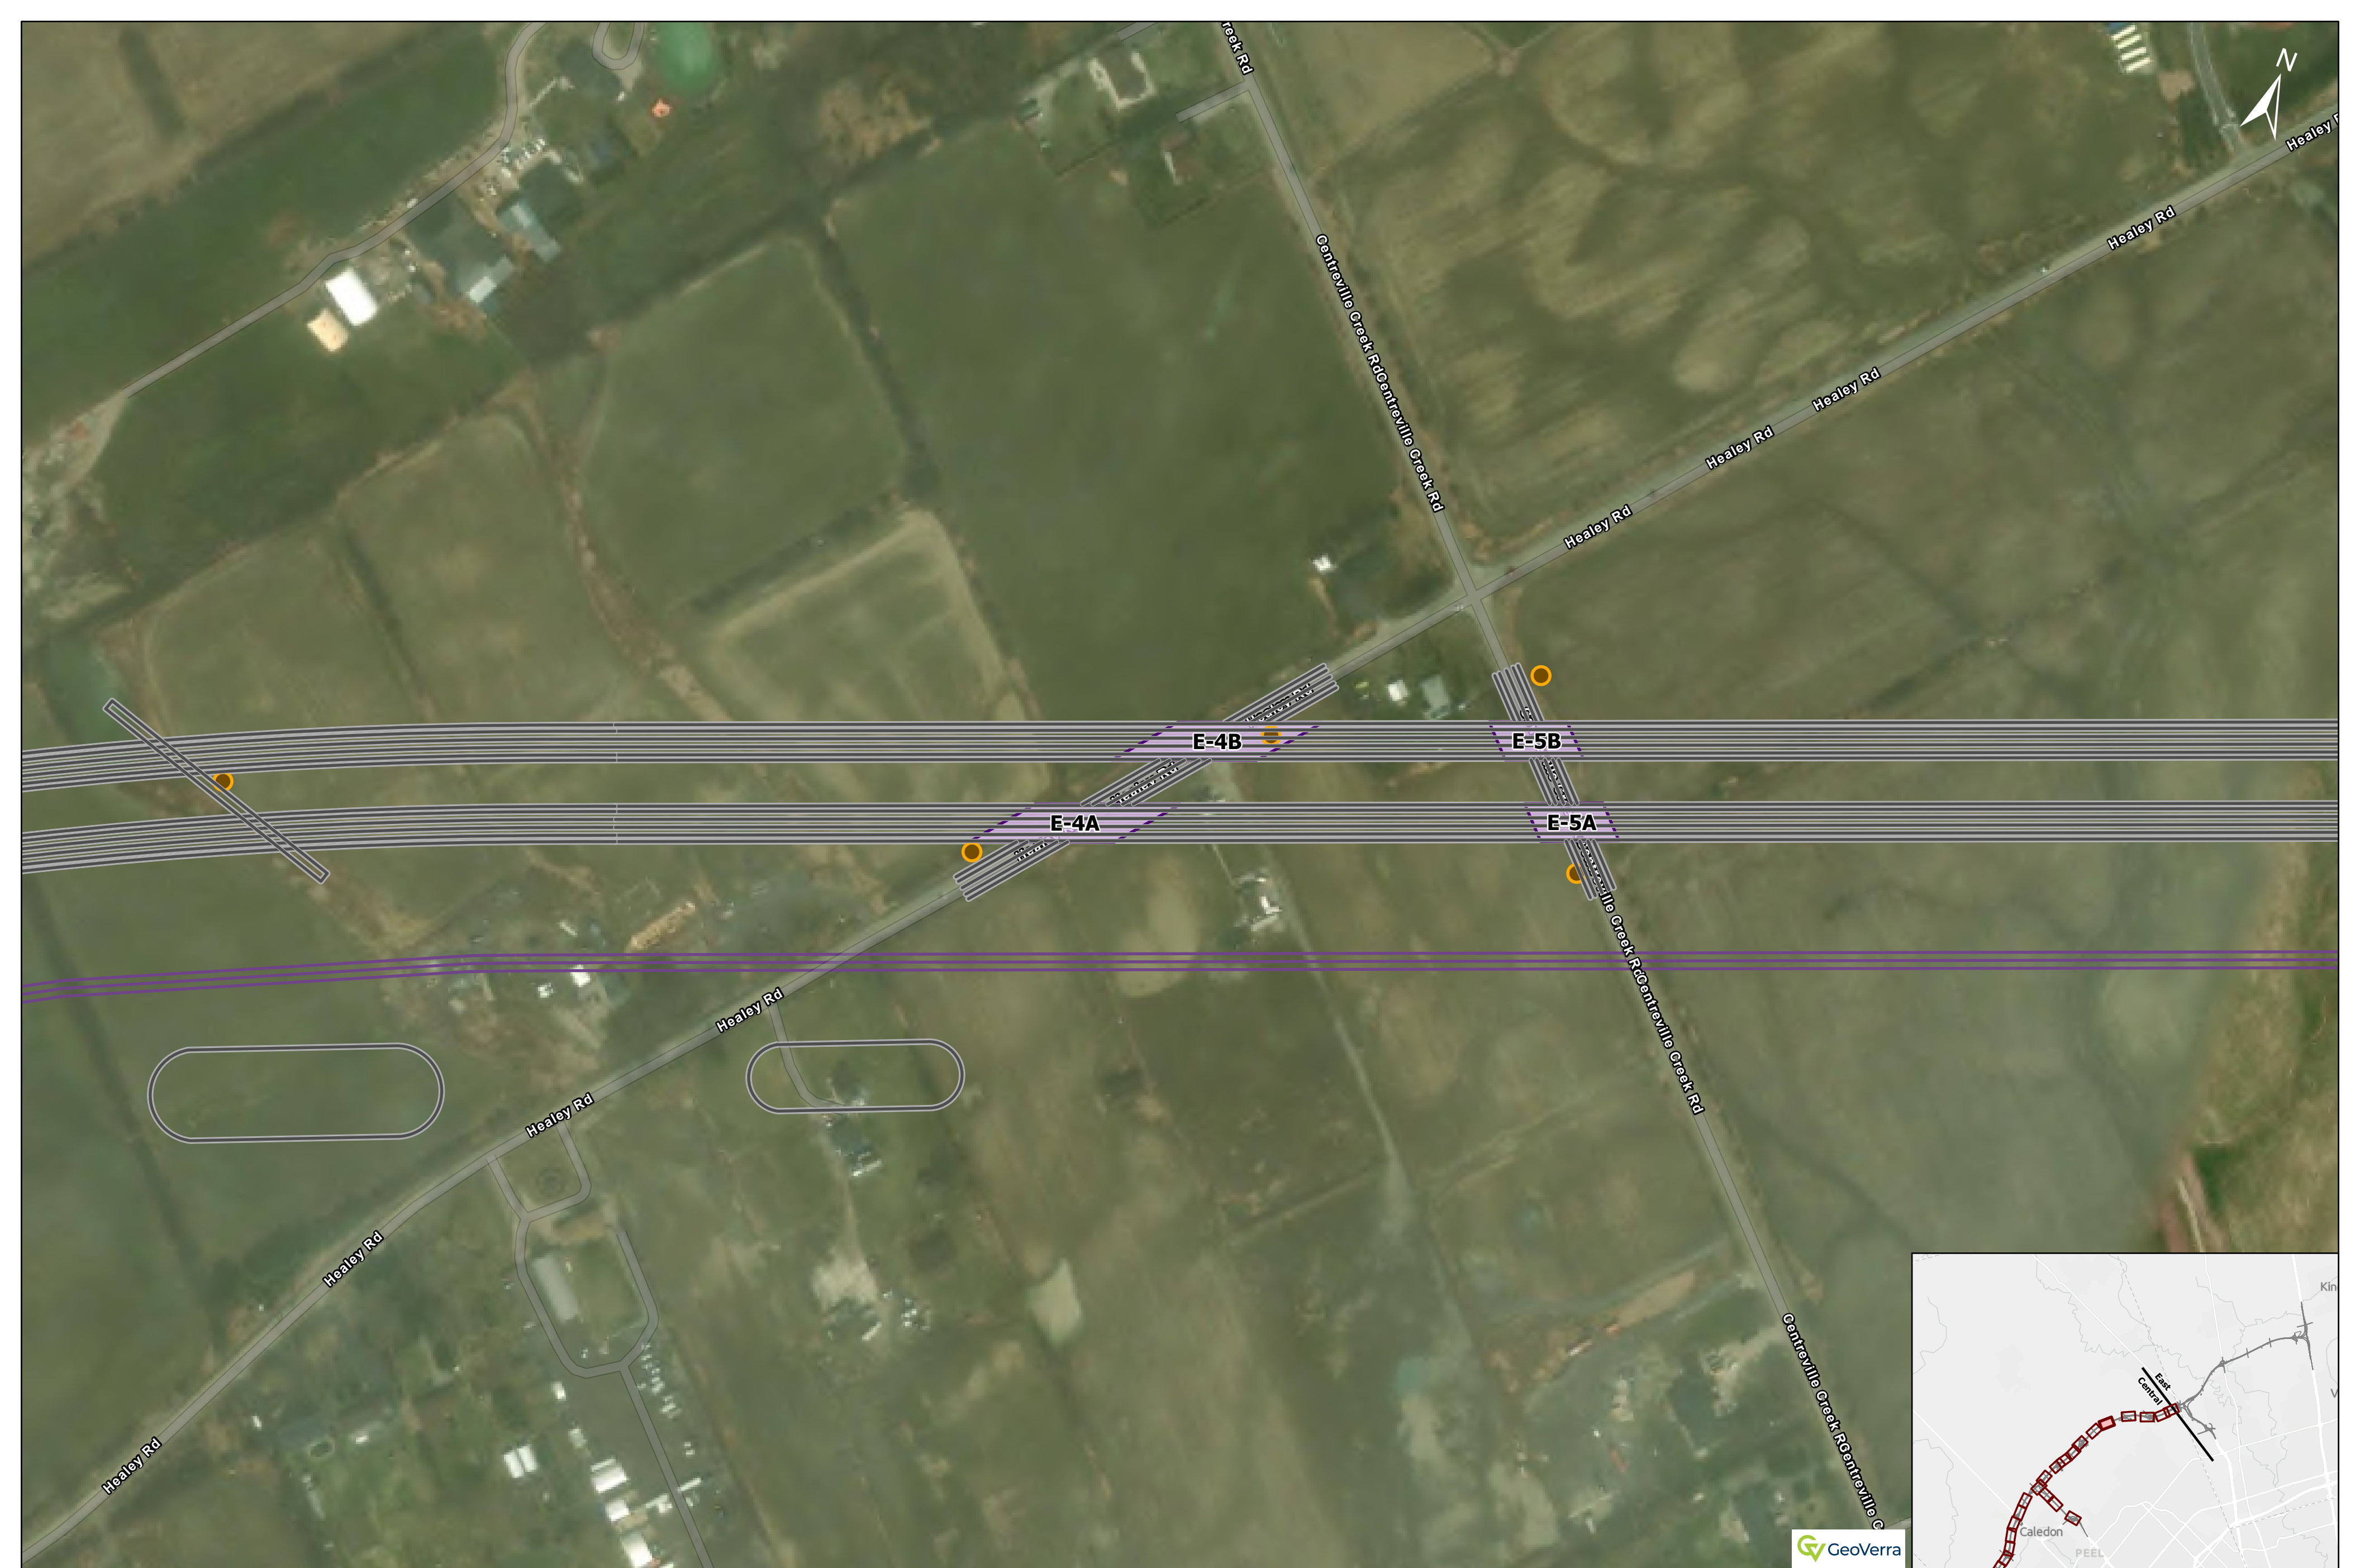 reek Rd
N
Healey R
Healey Rd
Centreville Creek Rd
Centreville Creek Rd
Healey Rd
Healey Rd
Healey Rd
E-4B
E-5B
E-4A
E-5A
ville Creek Rd
Centreville Creek Rd
Healey Rd
Healey Rd
Healey Rd
Healey Rd
Centreville Creek Rd
Centreville C
GeoVerra
Kin
East
Central
V
Caledon
PEEL